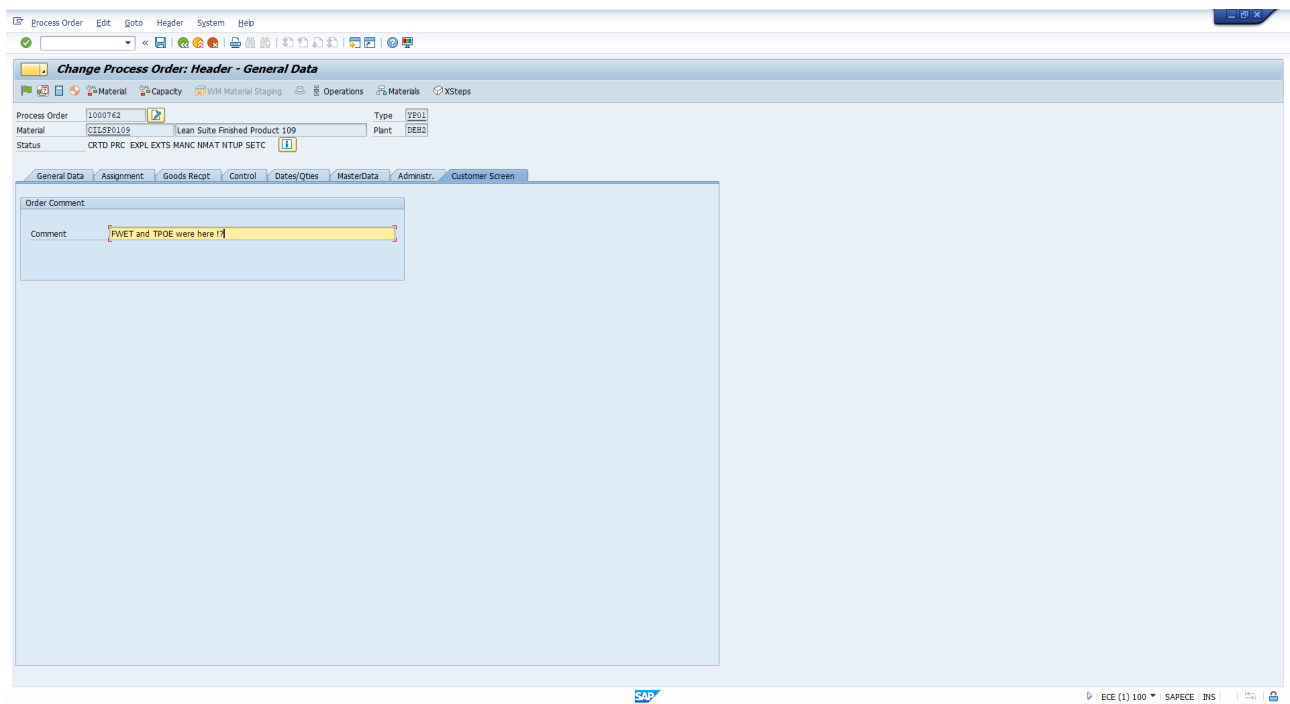 Process Order Edit Goto Header System Help
Change Process Order: Header - General Data
Material Capacity WM Material Staging Operations Materials XSteps
Process Order 1000762 Type YP01
Material CILSP0109 Lean Suite Finished Product 109 Plant DEH2
Status CRTD PRC EXPL EXTS MANC NMAT NTUP SETC
General Data Assignment Goods Recpt Control Dates/Qties MasterData Administr. Customer Screen
Order Comment
Comment FWET and TPOE were here !?
SAP ECE (1) 100 SAPECE INS